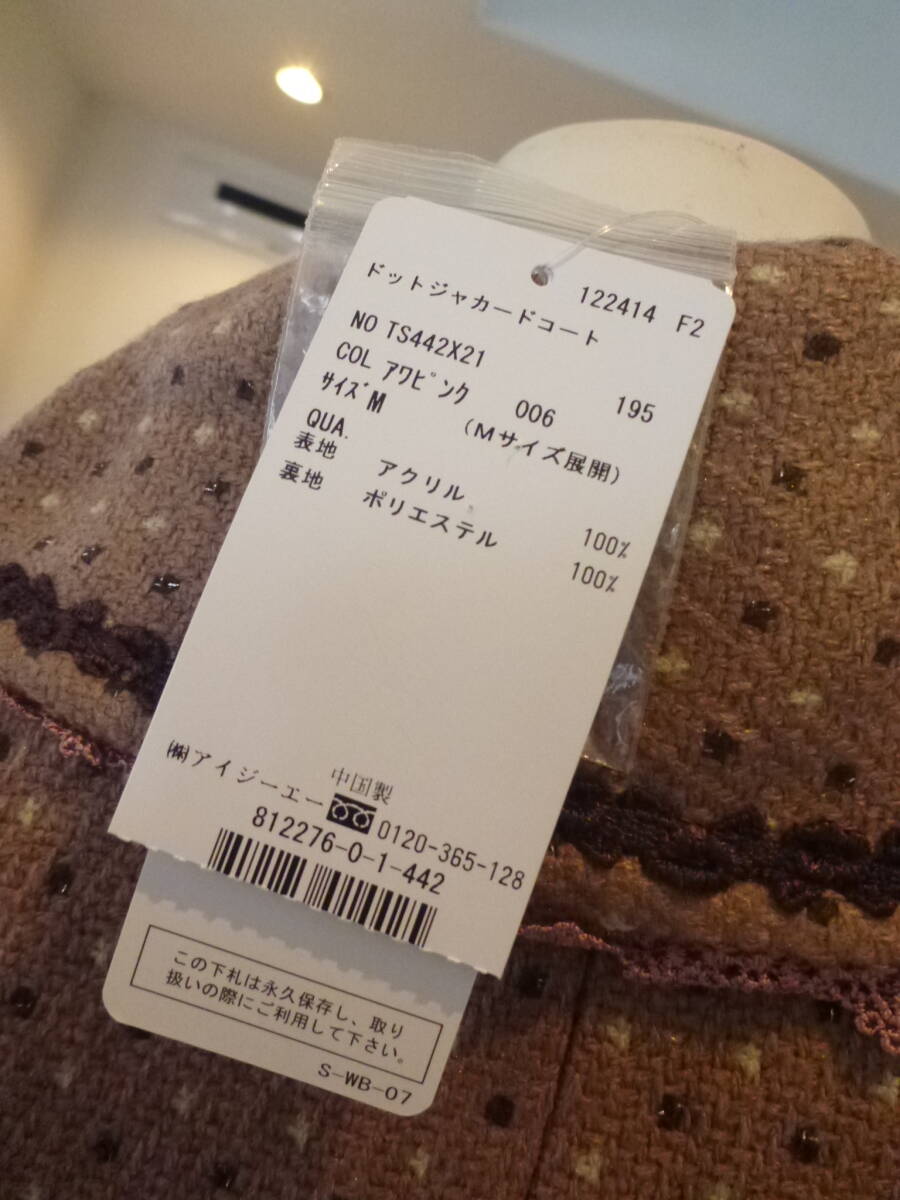 122414 F2
ドットジャカードコート
NO TS442X21
COL アワピンク 006 195
サイズ M (Mサイズ展開)
QUA.
表地 アクリル 100%
裏地 ポリエステル 100%
中国製
㈱アイジーエー 0120-365-128
812276-0-1-442
この下札は永久保存し、取り
扱いの際にご利用して下さい。
S-WB-07